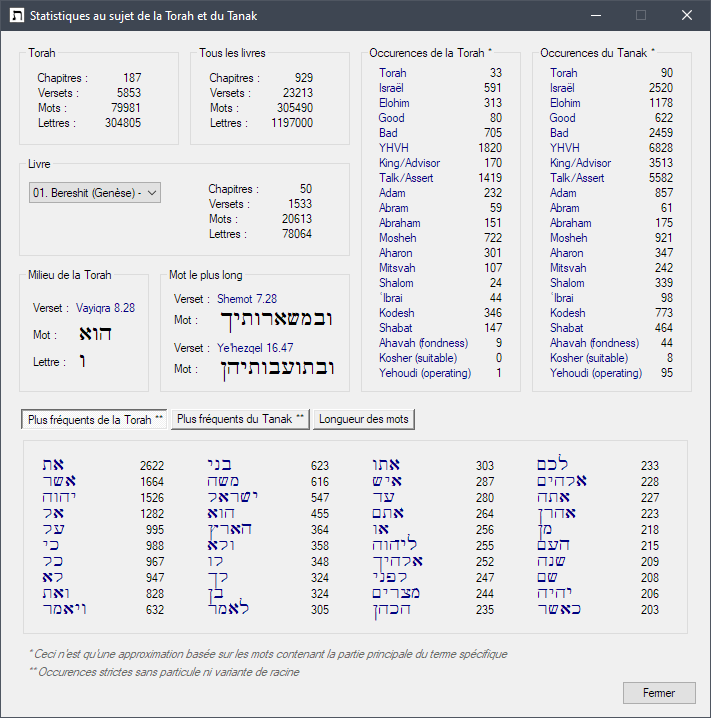 ת Statistiques au sujet de la Torah et du Tanak
Torah
Chapitres : 187
Versets : 5853
Mots : 79981
Lettres : 304805
Tous les livres
Chapitres : 929
Versets : 23213
Mots : 305490
Lettres : 1197000
Livre
01. Bereshit (Genèse) -
Chapitres : 50
Versets : 1533
Mots : 20613
Lettres : 78064
Milieu de la Torah
Verset : Vayiqra 8.28
Mot : הוא
Lettre : ו
Mot le plus long
Verset : Shemot 7.28
Mot : ובמשארותיך
Verset : Ye'hezqel 16.47
Mot : ובתועבותיהן
Occurences de la Torah *
Torah 33
Israël 591
Elohim 313
Good 80
Bad 705
YHVH 1820
King/Advisor 170
Talk/Assert 1419
Adam 232
Abram 59
Abraham 151
Mosheh 722
Aharon 301
Mitsvah 107
Shalom 24
'Ibrai 44
Kodesh 346
Shabat 147
Ahavah (fondness) 9
Kosher (suitable) 0
Yehoudi (operating) 1
Occurences du Tanak *
Torah 90
Israël 2520
Elohim 1178
Good 622
Bad 2459
YHVH 6828
King/Advisor 3513
Talk/Assert 5582
Adam 857
Abram 61
Abraham 175
Mosheh 921
Aharon 347
Mitsvah 242
Shalom 339
'Ibrai 98
Kodesh 773
Shabat 464
Ahavah (fondness) 44
Kosher (suitable) 8
Yehoudi (operating) 95
Plus fréquents de la Torah ** Plus fréquents du Tanak ** Longueur des mots
את 2622 בני 623 אתו 303 לכם 233
אשר 1664 משה 616 איש 287 אלהים 228
יהוה 1526 ישראל 547 עד 280 אתה 227
אל 1282 הוא 455 אתם 264 אהרן 223
על 995 הארץ 364 או 256 מן 218
כי 988 ולא 358 ליהוה 255 העם 215
כל 967 לו 348 אלהיך 252 שנה 209
לא 947 לך 324 לפני 247 שם 208
ואת 828 בן 324 מצרים 244 יהיה 206
ויאמר 632 לאמר 305 הכהן 235 כאשר 203
* Ceci n'est qu'une approximation basée sur les mots contenant la partie principale du terme spécifique
** Occurences strictes sans particule ni variante de racine
Fermer